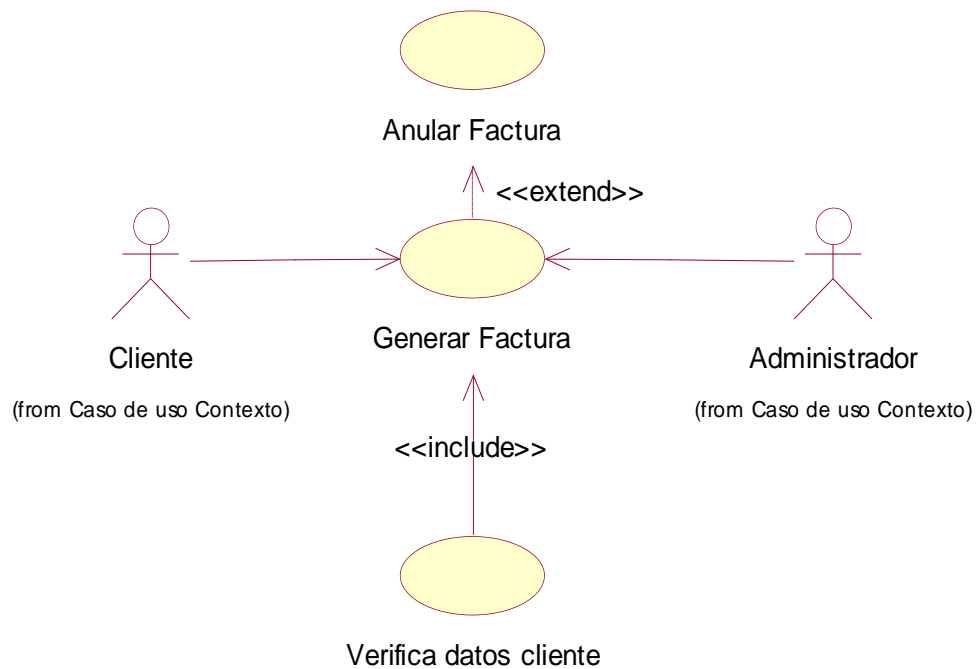 Anular Factura
<<extend>>
Generar Factura
Cliente
Administrador
(from Caso de uso Contexto)
(from Caso de uso Contexto)
<<include>>
Verifica datos cliente